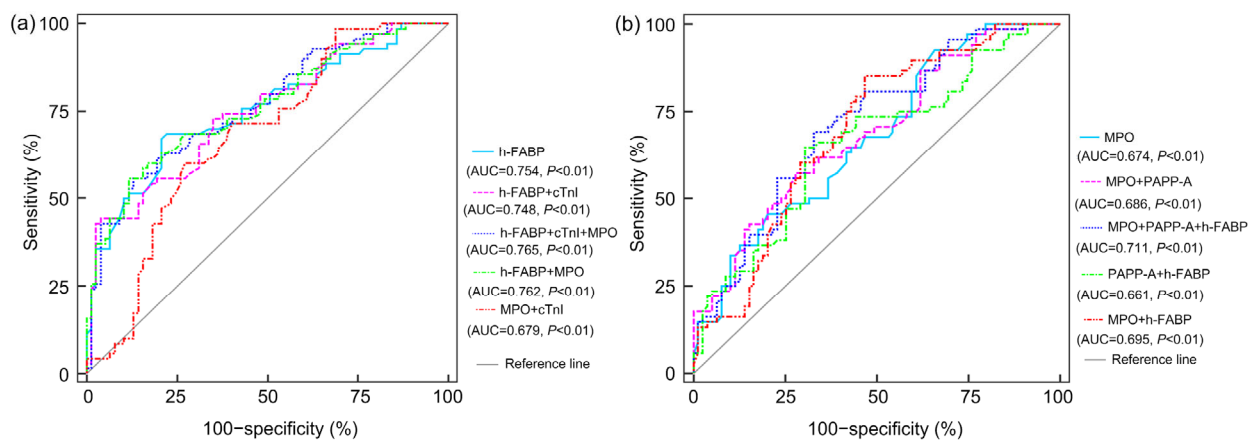 (a)
100
75
50
25
0
Sensitivity (%)
0 25 50 75 100
100−specificity (%)
h-FABP
(AUC=0.754, P<0.01)
h-FABP+cTnI
(AUC=0.748, P<0.01)
h-FABP+cTnI+MPO
(AUC=0.765, P<0.01)
h-FABP+MPO
(AUC=0.762, P<0.01)
MPO+cTnI
(AUC=0.679, P<0.01)
Reference line
(b)
100
75
50
25
0
Sensitivity (%)
0 25 50 75 100
100−specificity (%)
MPO
(AUC=0.674, P<0.01)
MPO+PAPP-A
(AUC=0.686, P<0.01)
MPO+PAPP-A+h-FABP
(AUC=0.711, P<0.01)
PAPP-A+h-FABP
(AUC=0.661, P<0.01)
MPO+h-FABP
(AUC=0.695, P<0.01)
Reference line